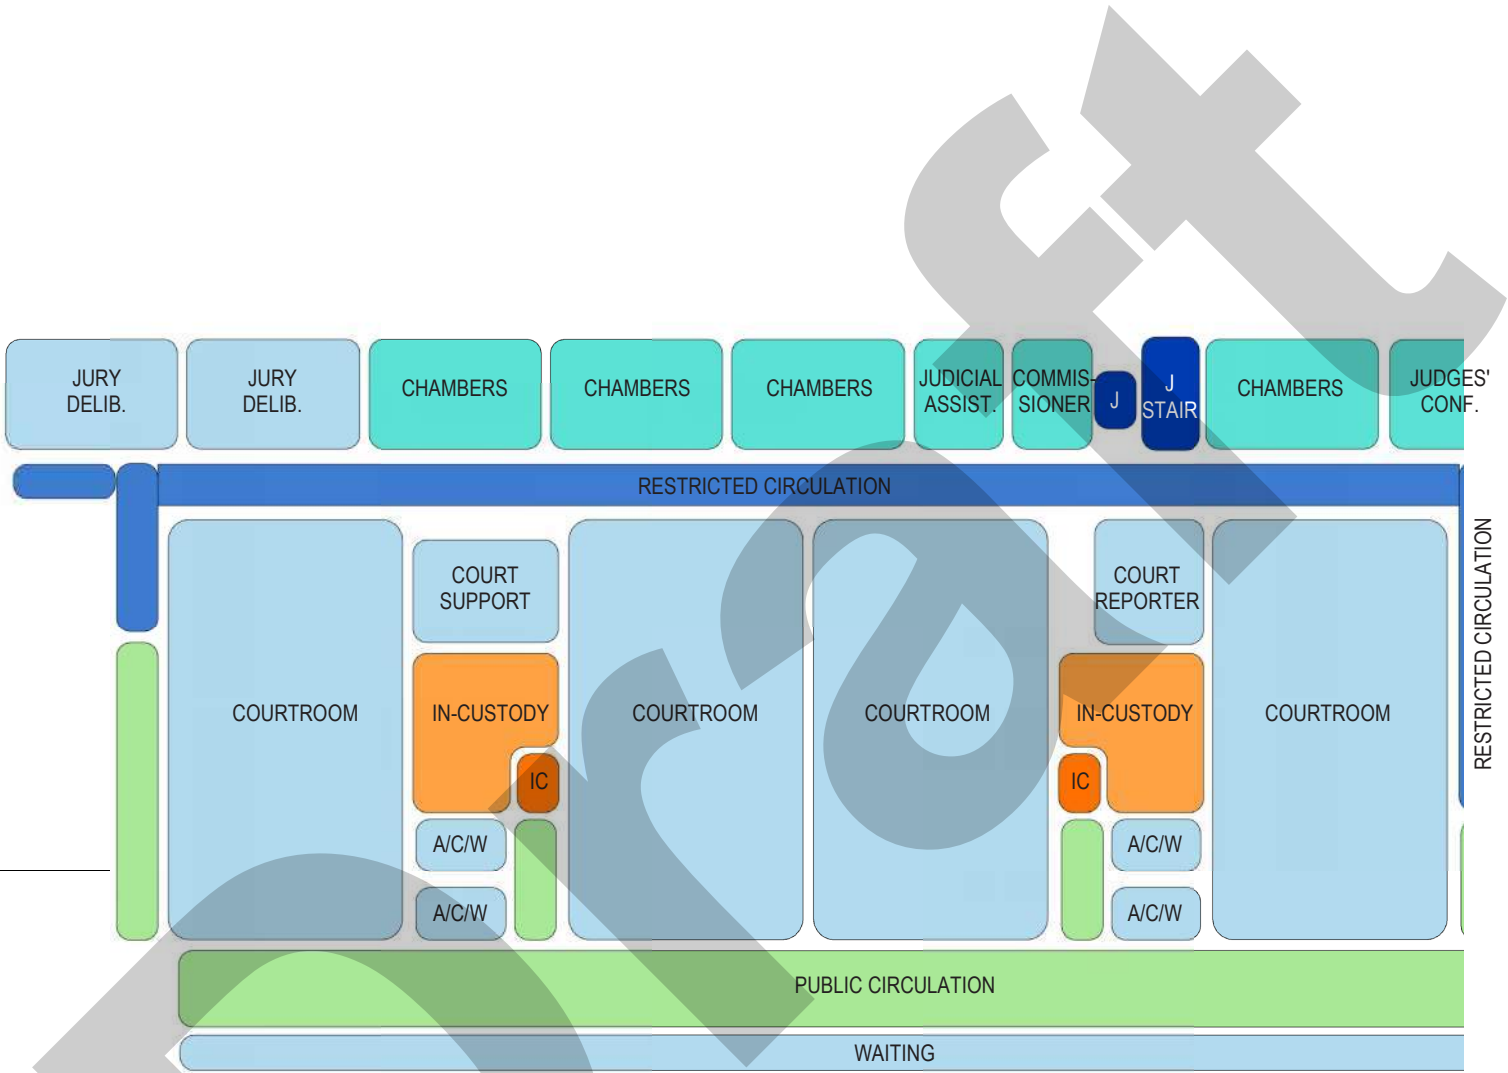 JURY
DELIB.
JURY
DELIB.
CHAMBERS
CHAMBERS
CHAMBERS
JUDICIAL
ASSIST.
COMMIS-
SIONER
J
J
STAIR
CHAMBERS
JUDGES'
CONF.
RESTRICTED CIRCULATION
COURTROOM
COURT
SUPPORT
IN-CUSTODY
IC
A/C/W
A/C/W
COURTROOM
COURTROOM
COURT
REPORTER
IN-CUSTODY
IC
A/C/W
A/C/W
COURTROOM
RESTRICTED CIRCULATION
PUBLIC CIRCULATION
WAITING
Draft